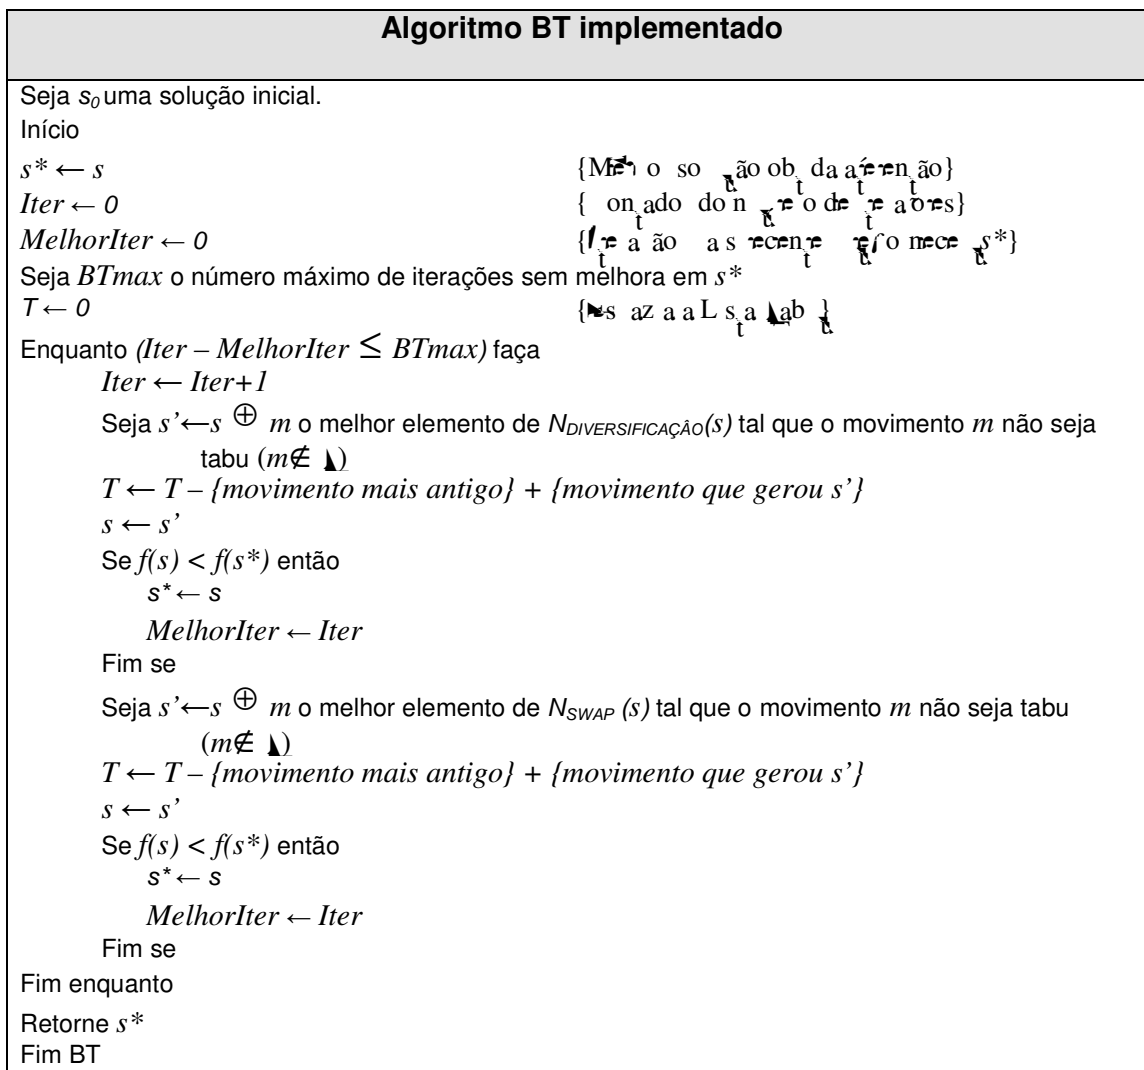 Algoritmo BT implementado
Seja s₀ uma solução inicial.
Início
s* ← s
Iter ← 0
MelhorIter ← 0
Seja BTmax o número máximo de iterações sem melhora em s*
T ← 0
Enquanto (Iter – MelhorIter ≤ BTmax) faça
Iter ← Iter+1
Seja s’←s ⊕ m o melhor elemento de N_DIVERSIFICAÇÂO(s) tal que o movimento m não seja
tabu (m∉ )
T ← T – {movimento mais antigo} + {movimento que gerou s’}
s ← s’
Se f(s) < f(s*) então
s* ← s
MelhorIter ← Iter
Fim se
Seja s’←s ⊕ m o melhor elemento de N_SWAP (s) tal que o movimento m não seja tabu
(m∉ )
T ← T – {movimento mais antigo} + {movimento que gerou s’}
s ← s’
Se f(s) < f(s*) então
s* ← s
MelhorIter ← Iter
Fim se
Fim enquanto
Retorne s*
Fim BT